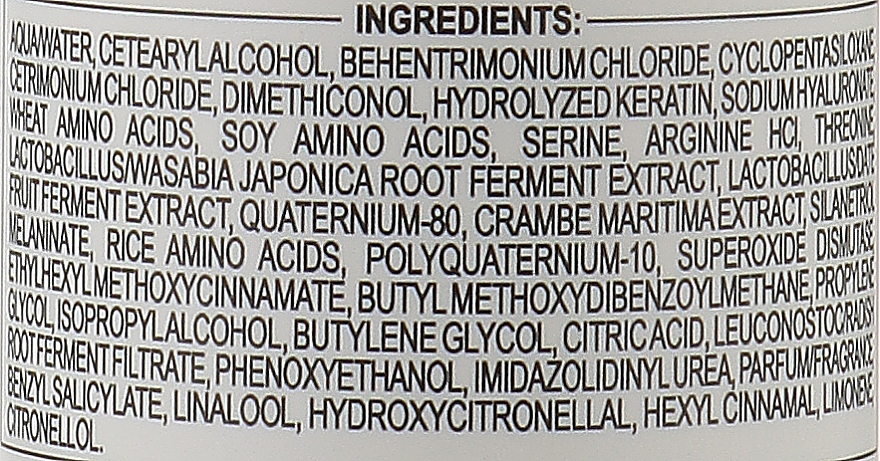 INGREDIENTS:
AQUA/WATER, CETEARYL ALCOHOL, BEHENTRIMONIUM CHLORIDE, CYCLOPENTASILOXANE,
CETRIMONIUM CHLORIDE, DIMETHICONOL, HYDROLYZED KERATIN, SODIUM HYALURONATE,
WHEAT AMINO ACIDS, SOY AMINO ACIDS, SERINE, ARGININE HCl, THREONINE,
LACTOBACILLUS/WASABIA JAPONICA ROOT FERMENT EXTRACT, LACTOBACILLUS/DATE
FRUIT FERMENT EXTRACT, QUATERNIUM-80, CRAMBE MARITIMA EXTRACT, SILANETRIOL
MELANINATE, RICE AMINO ACIDS, POLYQUATERNIUM-10, SUPEROXIDE DISMUTASE,
ETHYLHEXYL METHOXYCINNAMATE, BUTYL METHOXYDIBENZOYLMETHANE, PROPYLENE
GLYCOL, ISOPROPYL ALCOHOL, BUTYLENE GLYCOL, CITRIC ACID, LEUCONOSTOC/RADISH
ROOT FERMENT FILTRATE, PHENOXYETHANOL, IMIDAZOLIDINYL UREA, PARFUM/FRAGRANCE,
BENZYL SALICYLATE, LINALOOL, HYDROXYCITRONELLAL, HEXYL CINNAMAL, LIMONENE,
CITRONELLOL.